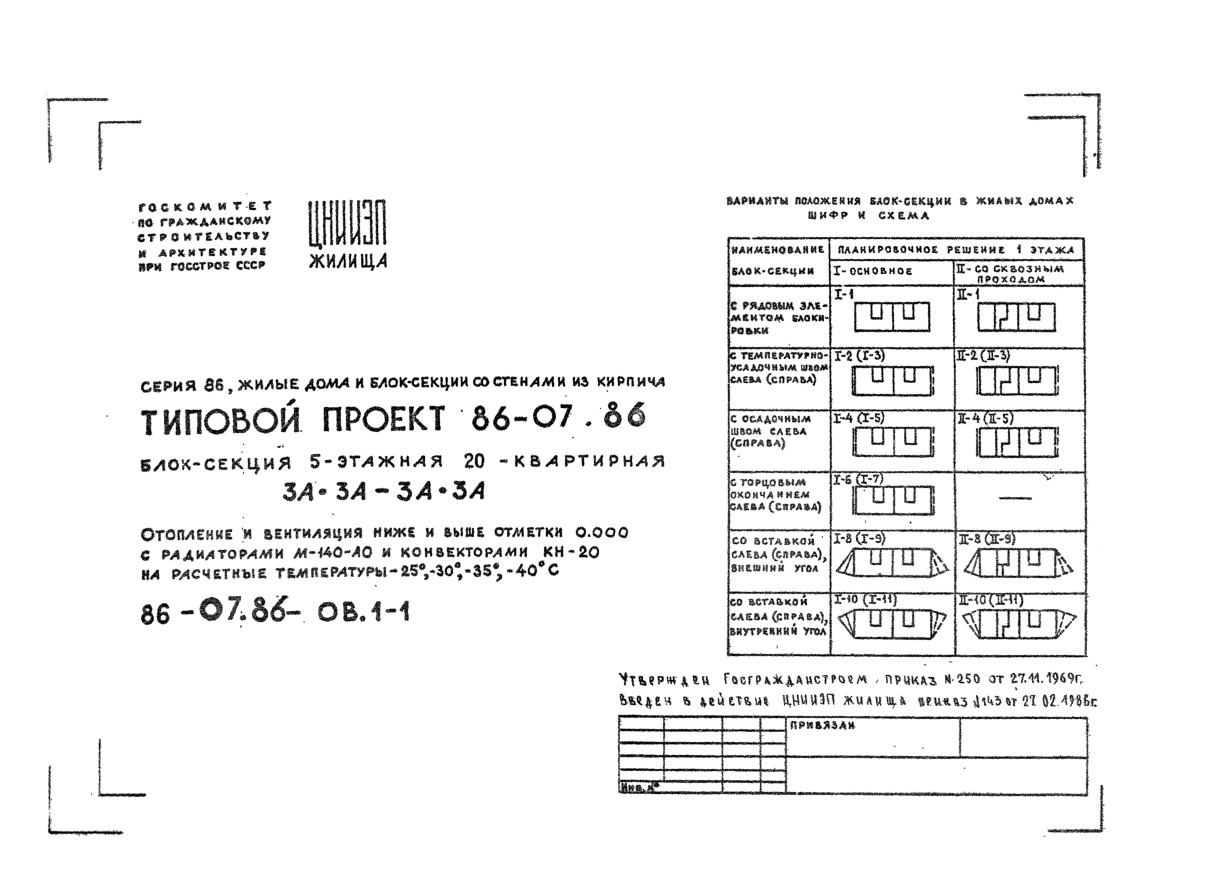 ГОСКОМИТЕТ
ПО ГРАЖДАНСКОМУ
СТРОИТЕЛЬСТВУ
И АРХИТЕКТУРЕ
ПРИ ГОССТРОЕ СССР
ЦНИИЭП
ЖИЛИЩА
СЕРИЯ 86, ЖИЛЫЕ ДОМА И БЛОК-СЕКЦИИ СО СТЕНАМИ ИЗ КИРПИЧА
ТИПОВОЙ ПРОЕКТ 86-07.86
БЛОК-СЕКЦИЯ 5-ЭТАЖНАЯ 20-КВАРТИРНАЯ
3А·3А-3А·3А
ОТОПЛЕНИЕ И ВЕНТИЛЯЦИЯ НИЖЕ И ВЫШЕ ОТМЕТКИ 0.000
С РАДИАТОРАМИ М-140-АО И КОНВЕКТОРАМИ КН-20
НА РАСЧЕТНЫЕ ТЕМПЕРАТУРЫ-25°,-30°,-35°,-40°С
86-07.86- ОВ.1-1
ВАРИАНТЫ ПОЛОЖЕНИЯ БЛОК-СЕКЦИИ В ЖИЛЫХ ДОМАХ
ШИФР И СХЕМА
НАИМЕНОВАНИЕ
БЛОК-СЕКЦИИ
ПЛАНИРОВОЧНОЕ РЕШЕНИЕ 1 ЭТАЖА
I-ОСНОВНОЕ
II-СО СКВОЗНЫМ
ПРОХОДОМ
С РЯДОВЫМ ЭЛЕ-
МЕНТОМ БЛОКИ-
РОВКИ
I-1
II-1
С ТЕМПЕРАТУРНО-
УСАДОЧНЫМ ШВОМ
СЛЕВА (СПРАВА)
I-2 (I-3)
II-2 (II-3)
С ОСАДОЧНЫМ
ШВОМ СЛЕВА
(СПРАВА)
I-4 (I-5)
II-4 (II-5)
С ТОРЦОВЫМ
ОКОНЧАНИЕМ
СЛЕВА (СПРАВА)
I-6 (I-7)
—
СО ВСТАВКОЙ
СЛЕВА (СПРАВА),
ВНЕШНИЙ УГОЛ
I-8 (I-9)
II-8 (II-9)
СО ВСТАВКОЙ
СЛЕВА (СПРАВА),
ВНУТРЕННИЙ УГОЛ
I-10 (I-11)
II-10 (II-11)
УТВЕРЖДЕН ГОСГРАЖДАНСТРОЕМ, ПРИКАЗ N 250 ОТ 27.11.1969г.
ВВЕДЕН В ДЕЙСТВИЕ ЦНИИЭП ЖИЛИЩА ПРИКАЗ N143 от 27.02.1986г.
ПРИВЯЗАН
Инв. №